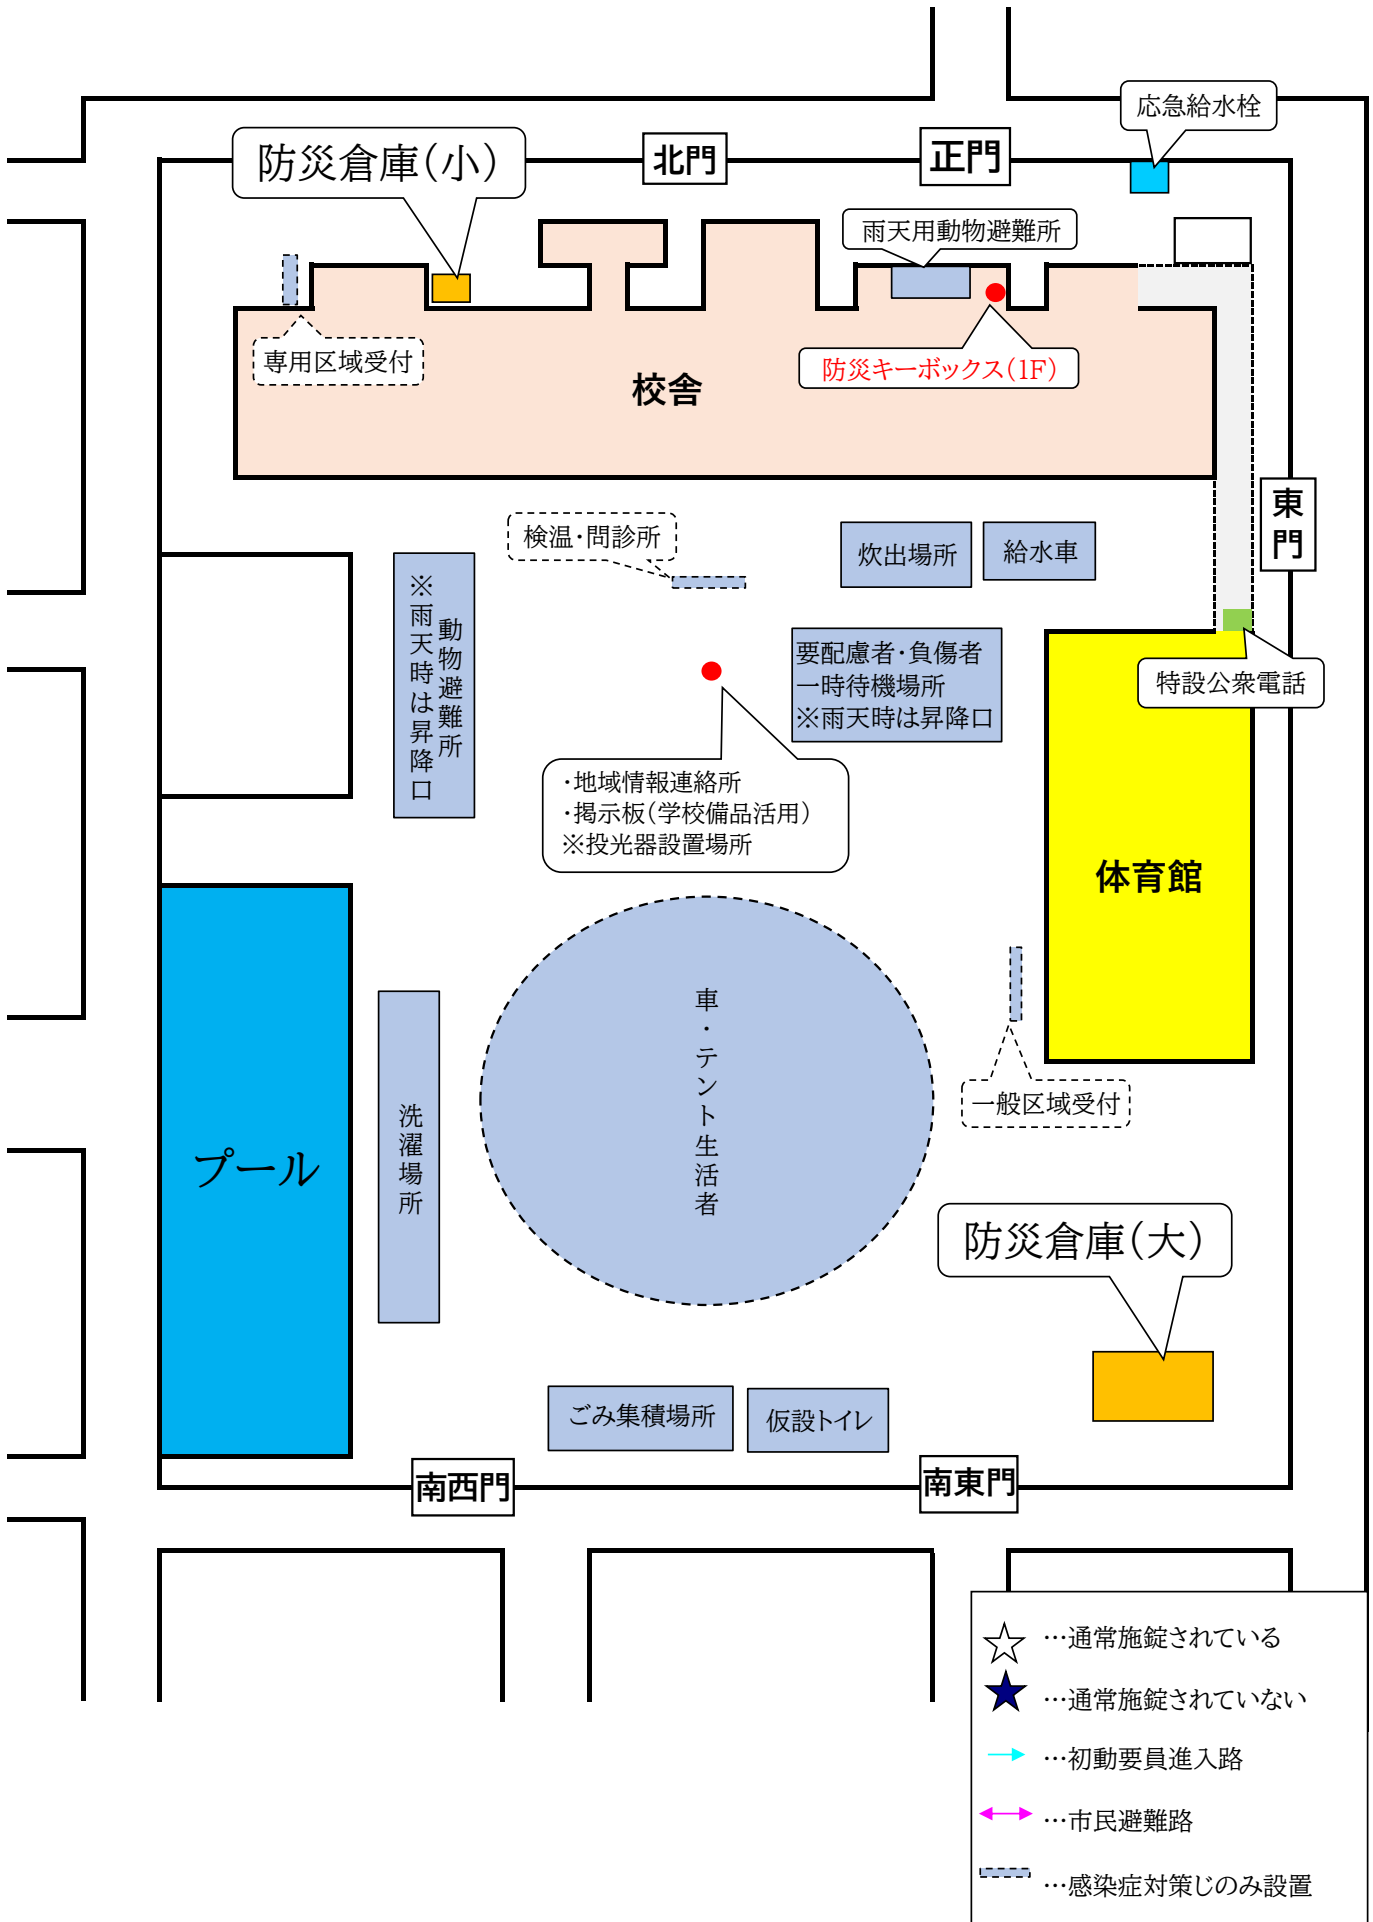 応急給水栓
防災倉庫(小)
北門
正門
雨天用動物避難所
専用区域受付
防災キーボックス(1F)
校舎
東門
検温・問診所
炊出場所
給水車
動物避難所
※雨天時は昇降口
要配慮者・負傷者
一時待機場所
※雨天時は昇降口
特設公衆電話
・地域情報連絡所
・掲示板(学校備品活用)
※投光器設置場所
体育館
車・テント生活者
洗濯場所
プール
一般区域受付
防災倉庫(大)
ごみ集積場所
仮設トイレ
南西門
南東門
…通常施錠されている
…通常施錠されていない
…初動要員進入路
…市民避難路
…感染症対策じのみ設置